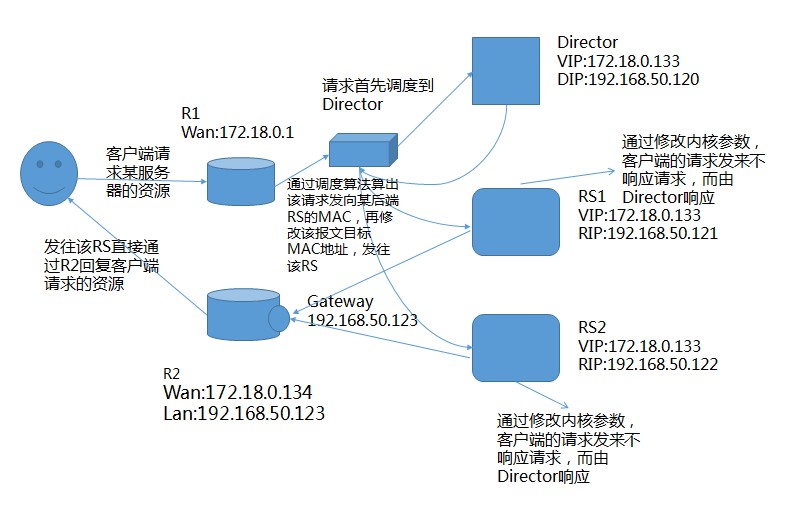 Director
VIP:172.18.0.133
DIP:192.168.50.120
请求首先调度到
Director
R1
Wan:172.18.0.1
客户端请
求某服务
器的资源
通过调度算法算出
该请求发向某后端
RS的MAC，再修
改该报文目标
MAC地址，发往
该RS
通过修改内核参数，
客户端的请求发来不
响应请求，而由
Director响应
RS1
VIP:172.18.0.133
RIP:192.168.50.121
发往该RS直接通
过R2回复客户端
请求的资源
Gateway
192.168.50.123
RS2
VIP:172.18.0.133
RIP:192.168.50.122
R2
Wan:172.18.0.134
Lan:192.168.50.123
通过修改内核参数，
客户端的请求发来不
响应请求，而由
Director响应